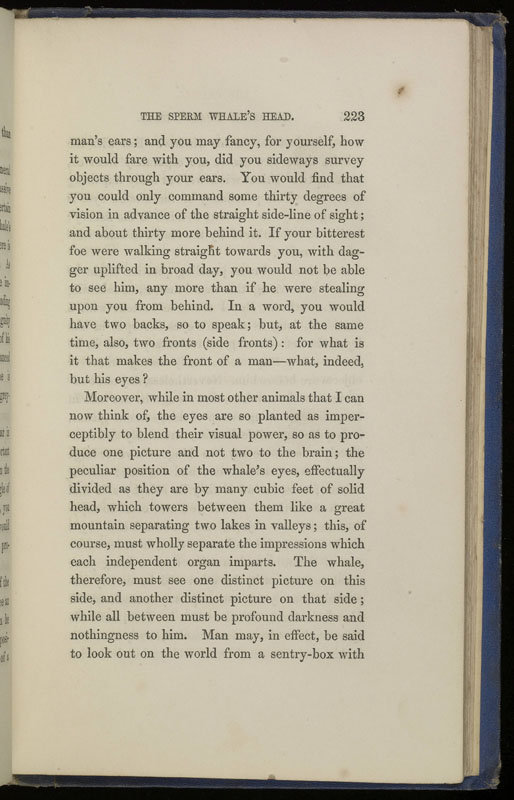 THE SPERM WHALE'S HEAD. 223
man's ears; and you may fancy, for yourself, how
it would fare with you, did you sideways survey
objects through your ears. You would find that
you could only command some thirty degrees of
vision in advance of the straight side-line of sight;
and about thirty more behind it. If your bitterest
foe were walking straight towards you, with dag-
ger uplifted in broad day, you would not be able
to see him, any more than if he were stealing
upon you from behind. In a word, you would
have two backs, so to speak; but, at the same
time, also, two fronts (side fronts): for what is
it that makes the front of a man—what, indeed,
but his eyes?
Moreover, while in most other animals that I can
now think of, the eyes are so planted as imper-
ceptibly to blend their visual power, so as to pro-
duce one picture and not two to the brain; the
peculiar position of the whale's eyes, effectually
divided as they are by many cubic feet of solid
head, which towers between them like a great
mountain separating two lakes in valleys; this, of
course, must wholly separate the impressions which
each independent organ imparts. The whale,
therefore, must see one distinct picture on this
side, and another distinct picture on that side;
while all between must be profound darkness and
nothingness to him. Man may, in effect, be said
to look out on the world from a sentry-box with